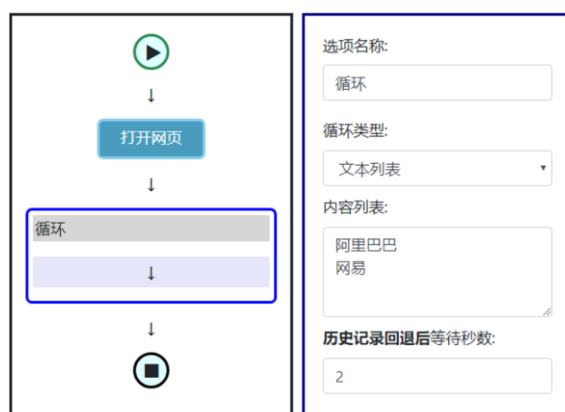 打开网页
循环
选项名称:
循环
循环类型:
文本列表
内容列表:
阿里巴巴
网易
历史记录回退后等待秒数:
2